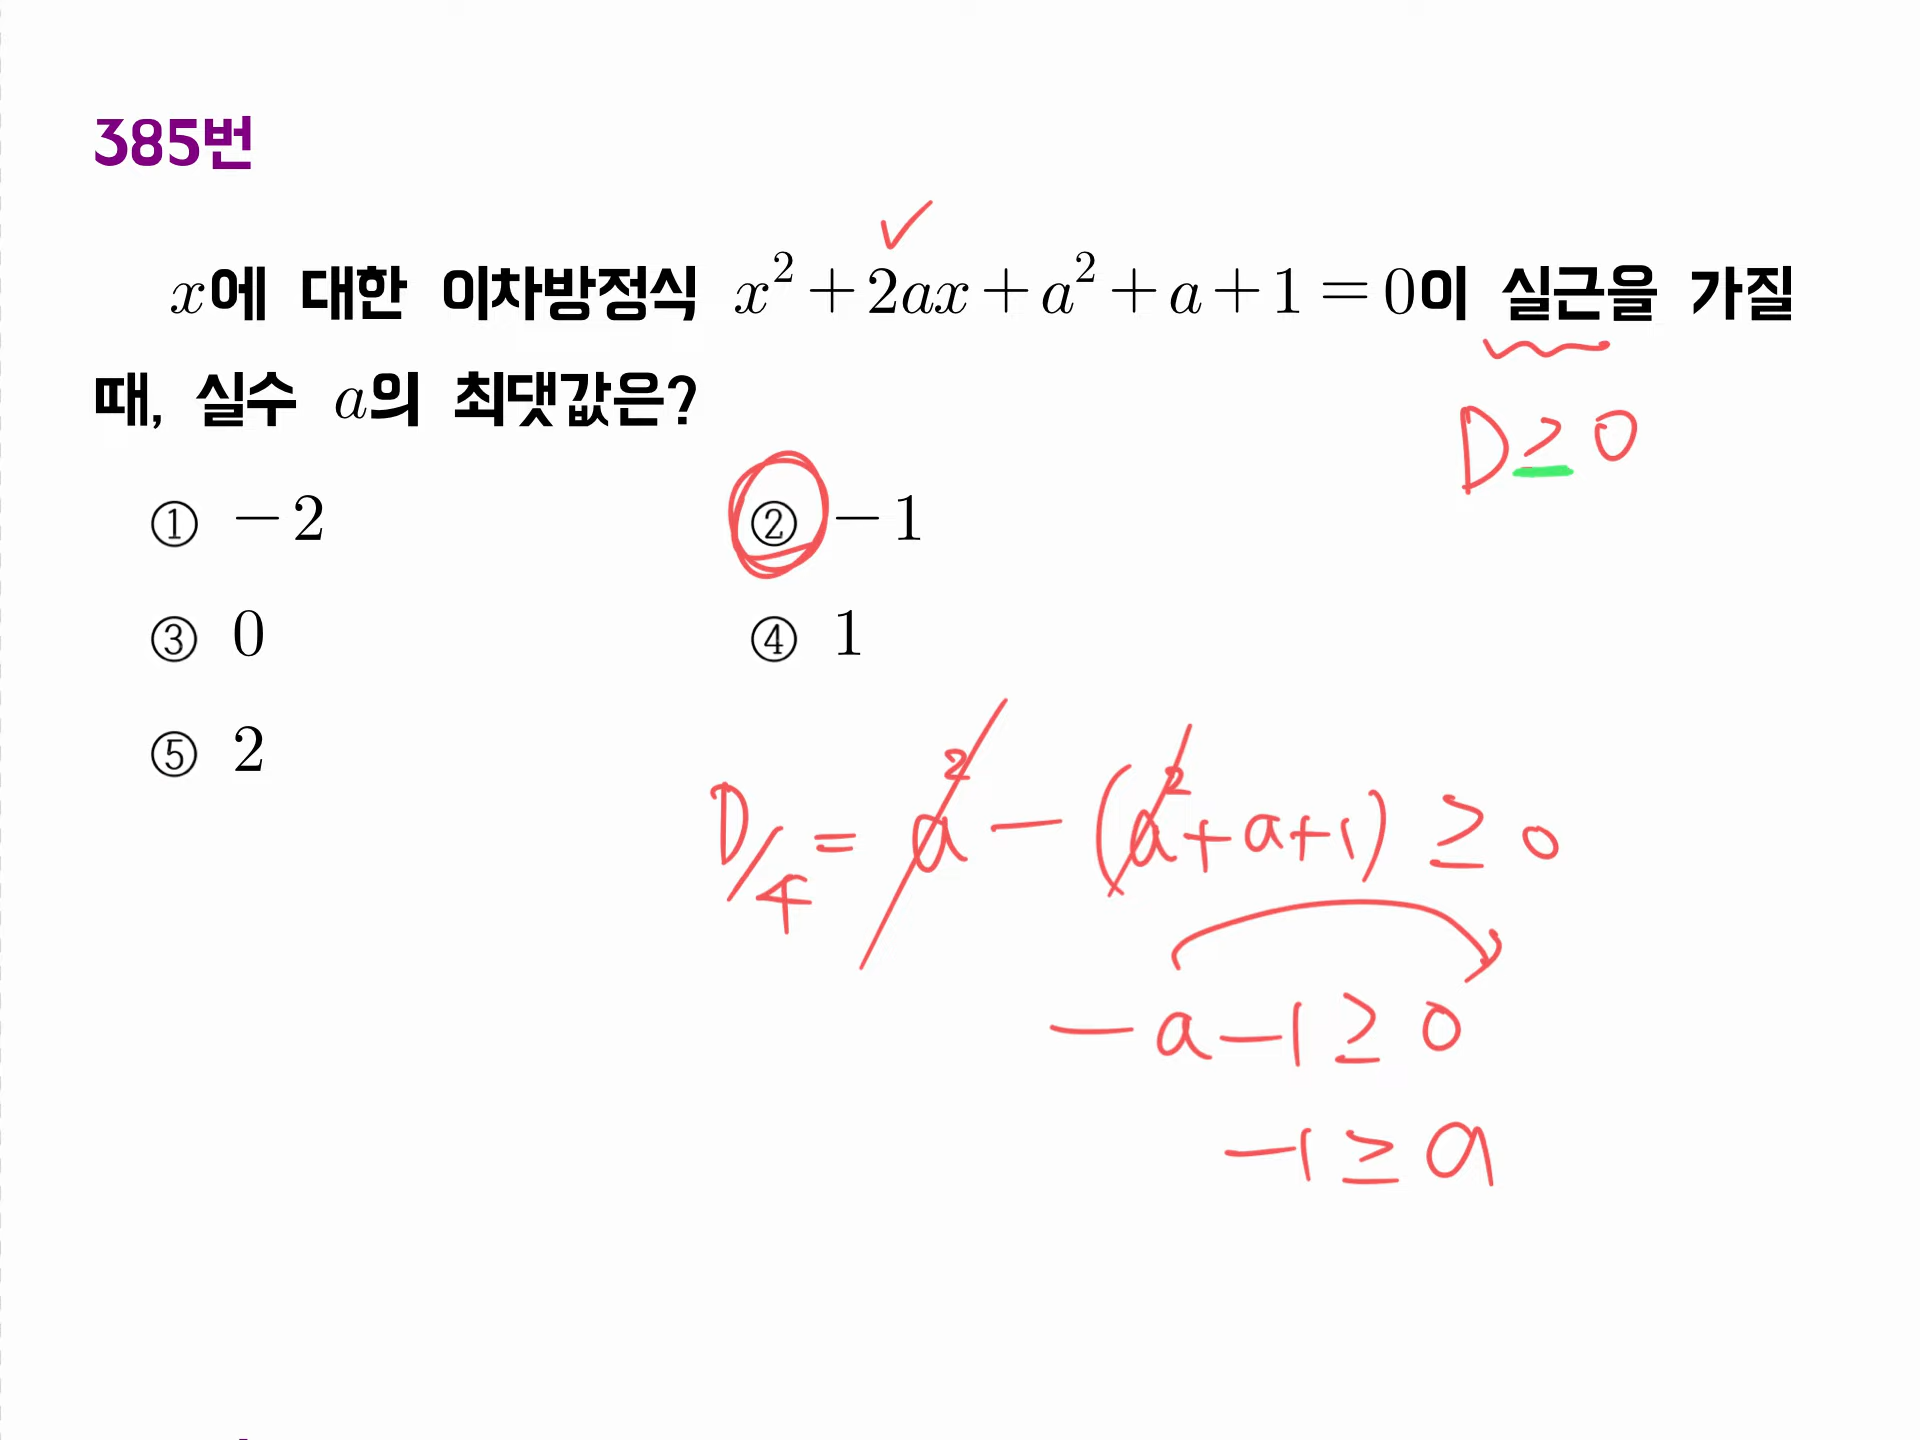 385번
x에 대한 이차방정식 x² + 2ax + a² + a + 1 = 0이 실근을 가질
때, 실수 a의 최댓값은?
D ≥ 0
① −2
② −1
③ 0
④ 1
⑤ 2
D/4 = a² − (a² + a + 1) ≥ 0
−a − 1 ≥ 0
−1 ≥ a